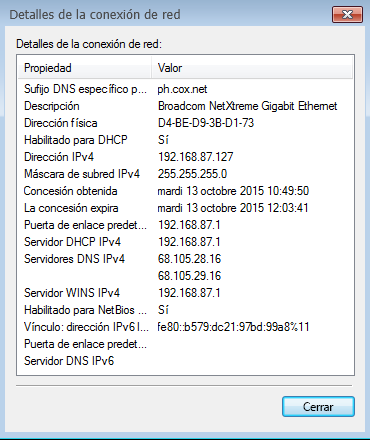 Detalles de la conexión de red
Detalles de la conexión de red:
Propiedad Valor
Sufijo DNS específico p... ph.cox.net
Descripción Broadcom NetXtreme Gigabit Ethernet
Dirección física D4-BE-D9-3B-D1-73
Habilitado para DHCP Sí
Dirección IPv4 192.168.87.127
Máscara de subred IPv4 255.255.255.0
Concesión obtenida mardi 13 octobre 2015 10:49:50
La concesión expira mardi 13 octobre 2015 12:03:41
Puerta de enlace predet... 192.168.87.1
Servidor DHCP IPv4 192.168.87.1
Servidores DNS IPv4 68.105.28.16
68.105.29.16
Servidor WINS IPv4 192.168.87.1
Habilitado para NetBios ... Sí
Vínculo: dirección IPv6 l... fe80::b579:dc21:97bd:99a8%11
Puerta de enlace predet...
Servidor DNS IPv6
Cerrar